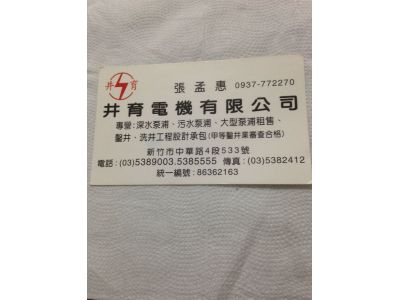 井 育
張孟惠 0937-772270
井育電機有限公司
專營:深水泵浦、污水泵浦、大型泵浦租售、
鑿井、洗井工程設計承包(甲等鑿井業審查合格)
新竹市中華路4段533號
電話:(03)5389003.5385555 傳真:(03)5382412
統一編號:86362163